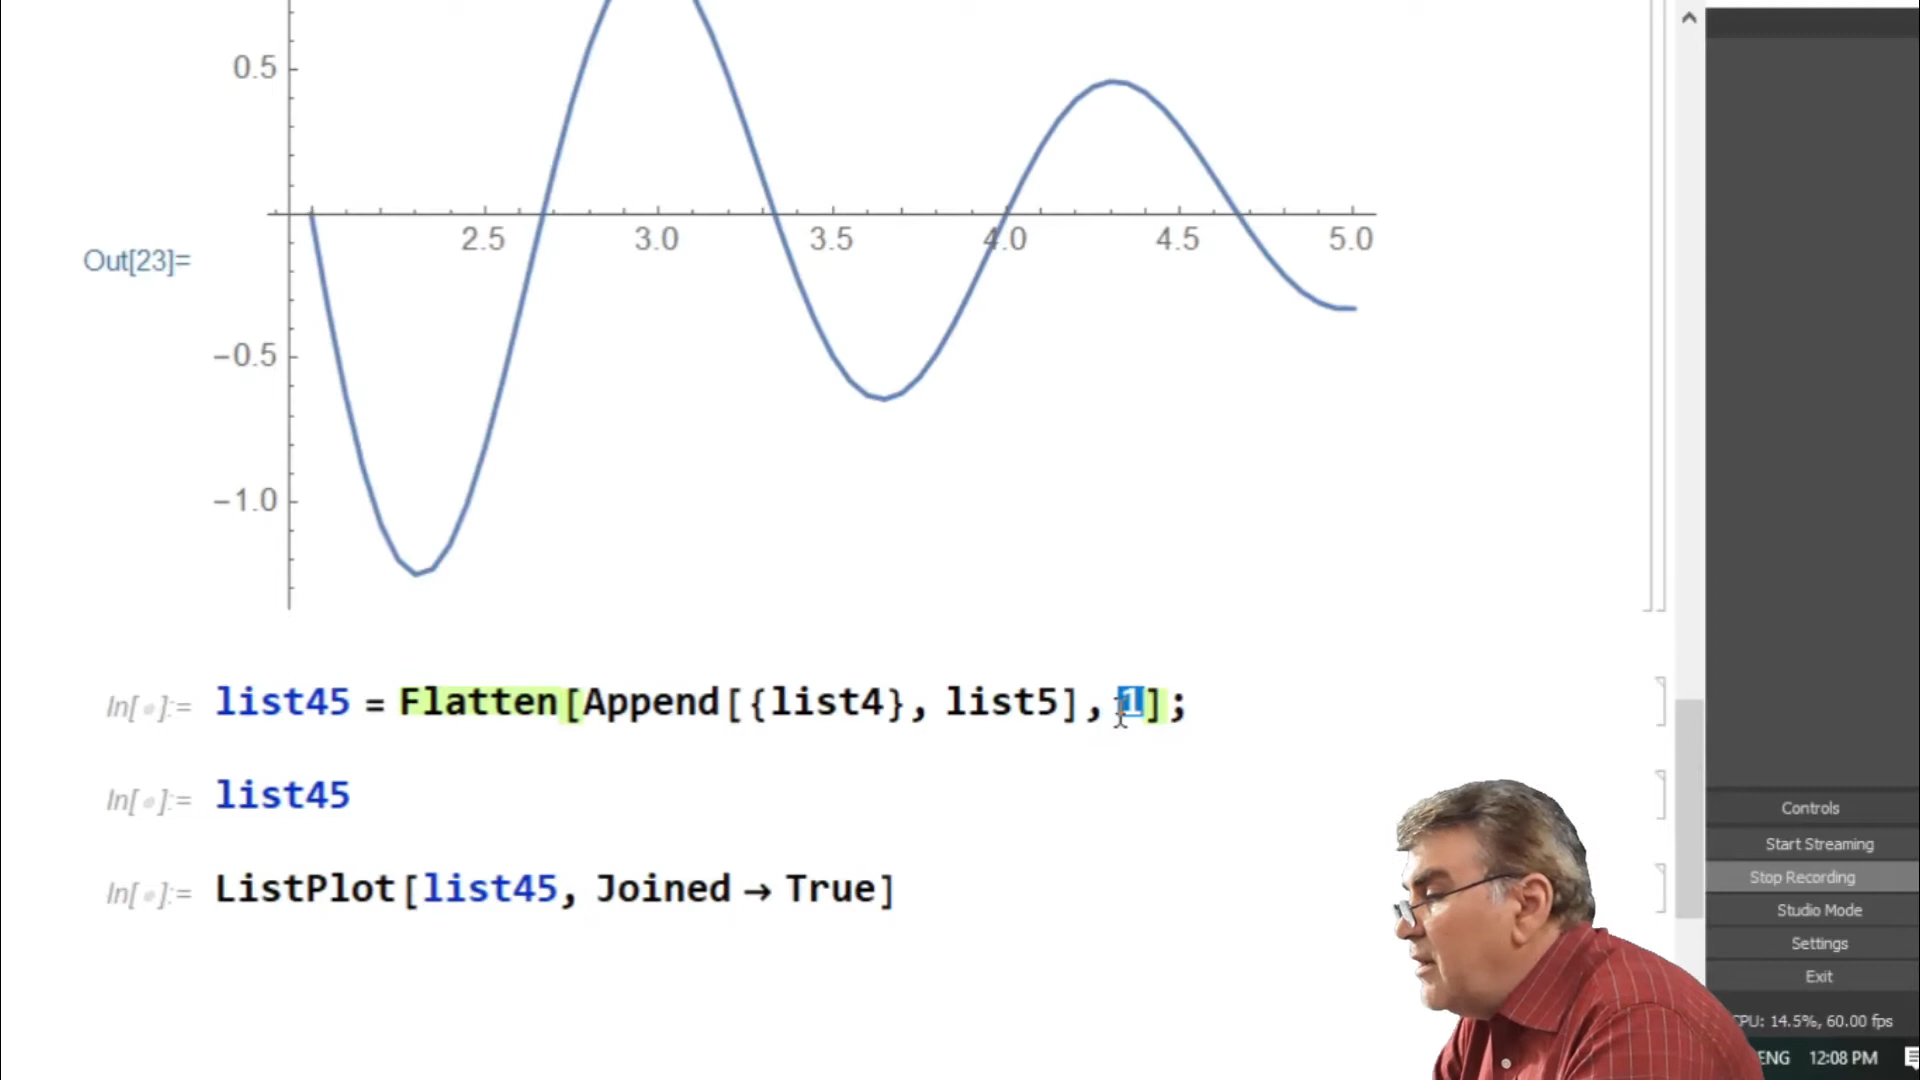 0.5
2.5 3.0 3.5 4.0 4.5 5.0
Out[23]=
-0.5
-1.0
In[ ]:= list45 = Flatten[Append[{list4}, list5], 1];
In[ ]:= list45
In[ ]:= ListPlot[list45, Joined → True]
Controls
Start Streaming
Stop Recording
Studio Mode
Settings
Exit
CPU: 14.5%, 60.00 fps
ENG 12:08 PM